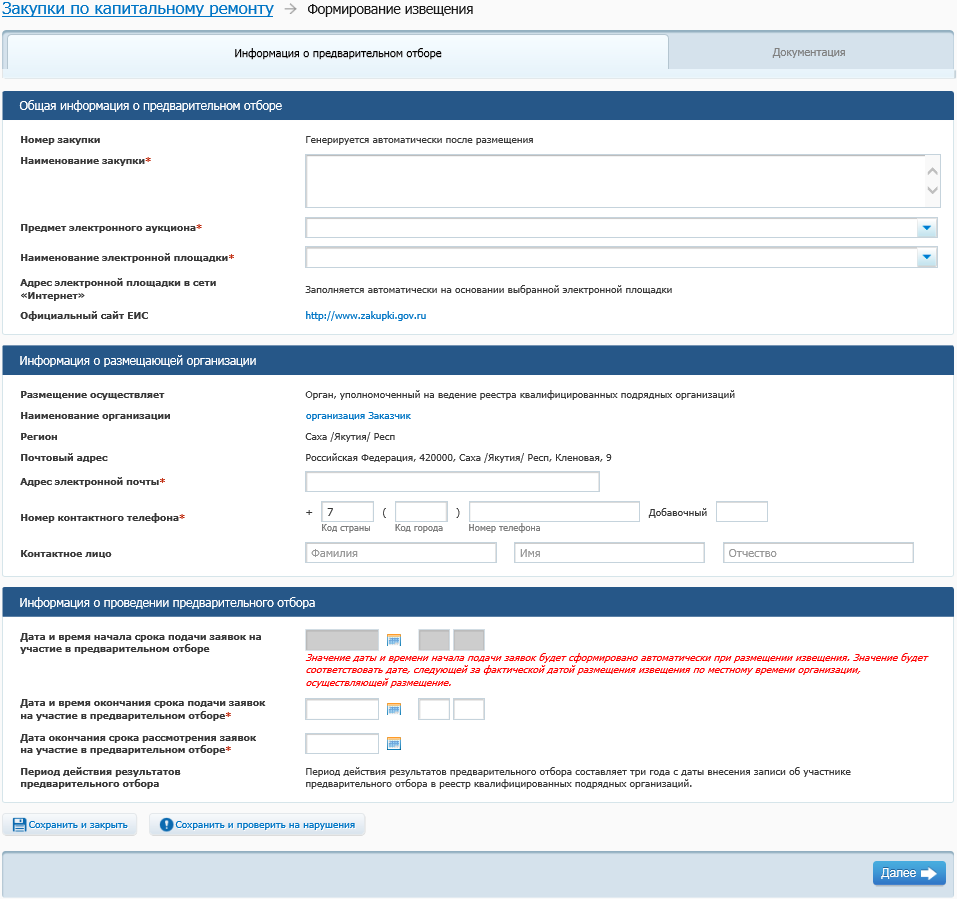 Закупки по капитальному ремонту → Формирование извещения
Информация о предварительном отборе
Документация
Общая информация о предварительном отборе
Номер закупки
Генерируется автоматически после размещения
Наименование закупки*
Предмет электронного аукциона*
Наименование электронной площадки*
Адрес электронной площадки в сети
«Интернет»
Заполняется автоматически на основании выбранной электронной площадки
Официальный сайт ЕИС
http://www.zakupki.gov.ru
Информация о размещающей организации
Размещение осуществляет
Орган, уполномоченный на ведение реестра квалифицированных подрядных организаций
Наименование организации
организация Заказчик
Регион
Саха /Якутия/ Респ
Почтовый адрес
Российская Федерация, 420000, Саха /Якутия/ Респ, Кленовая, 9
Адрес электронной почты*
Номер контактного телефона*
+ 7 ( ) Добавочный
Код страны Код города Номер телефона
Контактное лицо
Фамилия Имя Отчество
Информация о проведении предварительного отбора
Дата и время начала срока подачи заявок на
участие в предварительном отборе
Значение даты и времени начала подачи заявок будет сформировано автоматически при размещении извещения. Значение будет
соответствовать дате, следующей за фактической датой размещения извещения по местному времени организации,
осуществляющей размещение.
Дата и время окончания срока подачи заявок
на участие в предварительном отборе*
Дата окончания срока рассмотрения заявок
на участие в предварительном отборе*
Период действия результатов
предварительного отбора
Период действия результатов предварительного отбора составляет три года с даты внесения записи об участнике
предварительного отбора в реестр квалифицированных подрядных организаций.
Сохранить и закрыть
Сохранить и проверить на нарушения
Далее